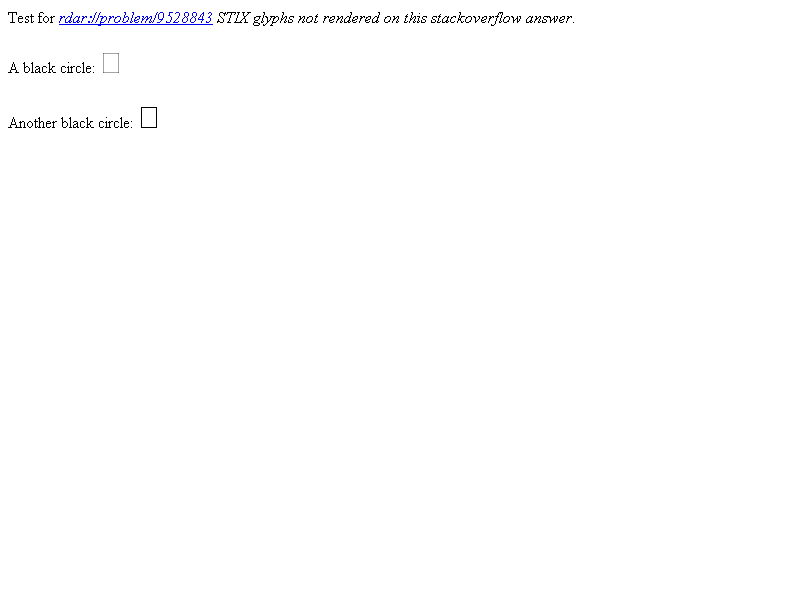 Test for rdar://problem/9528843 STIX glyphs not rendered on this stackoverflow answer.
A black circle:
Another black circle: